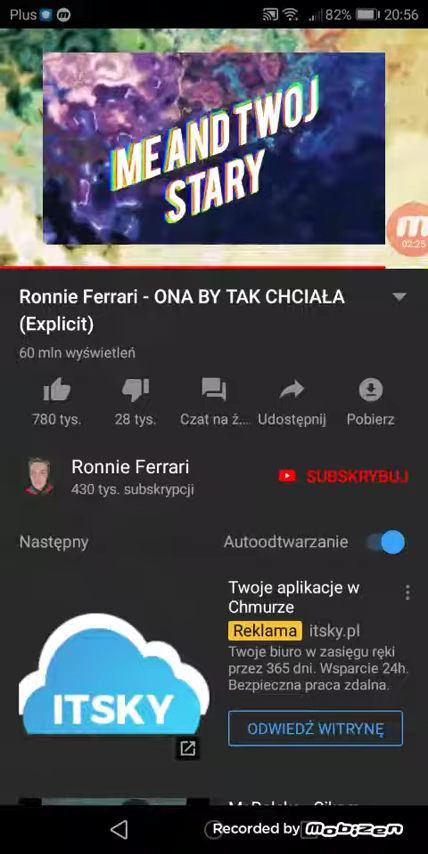 Plus 82% 20:56
ME AND TWOJ
STARY
02:25
Ronnie Ferrari - ONA BY TAK CHCIAŁA
(Explicit)
60 mln wyświetleń
780 tys. 28 tys. Czat na ż... Udostępnij Pobierz
Ronnie Ferrari
430 tys. subskrypcji
SUBSKRYBUJ
Następny Autoodtwarzanie
Twoje aplikacje w
Chmurze
Reklama itsky.pl
Twoje biuro w zasięgu ręki
przez 365 dni. Wsparcie 24h.
Bezpieczna praca zdalna.
ITSKY
ODWIEDŹ WITRYNĘ
Recorded by Mobizen